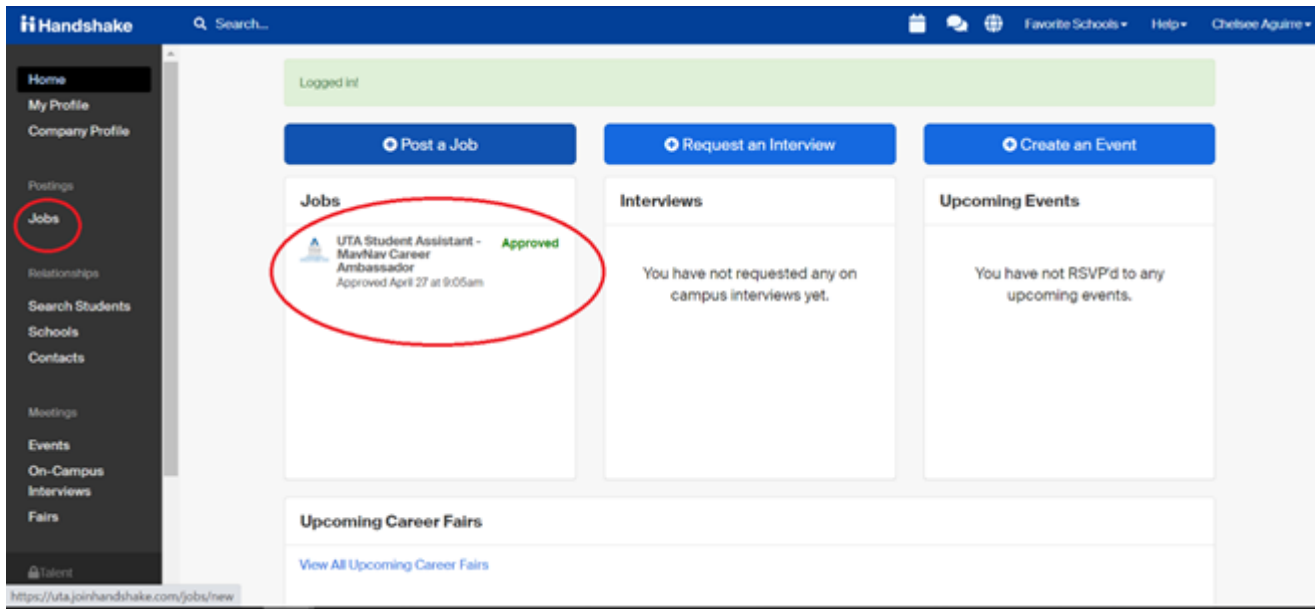 Handshake
Search...
Favorite Schools
Help
Chelsee Aguirre
Home
My Profile
Company Profile
Postings
Jobs
Relationships
Search Students
Schools
Contacts
Meetings
Events
On-Campus
Interviews
Fairs
Talent
https://uta.joinhandshake.com/jobs/new
Logged in!
Post a Job
Request an Interview
Create an Event
Jobs
UTA Student Assistant -
MavNav Career
Ambassador
Approved
Approved April 27 at 9:05am
Interviews
You have not requested any on
campus interviews yet.
Upcoming Events
You have not RSVP'd to any
upcoming events.
Upcoming Career Fairs
View All Upcoming Career Fairs